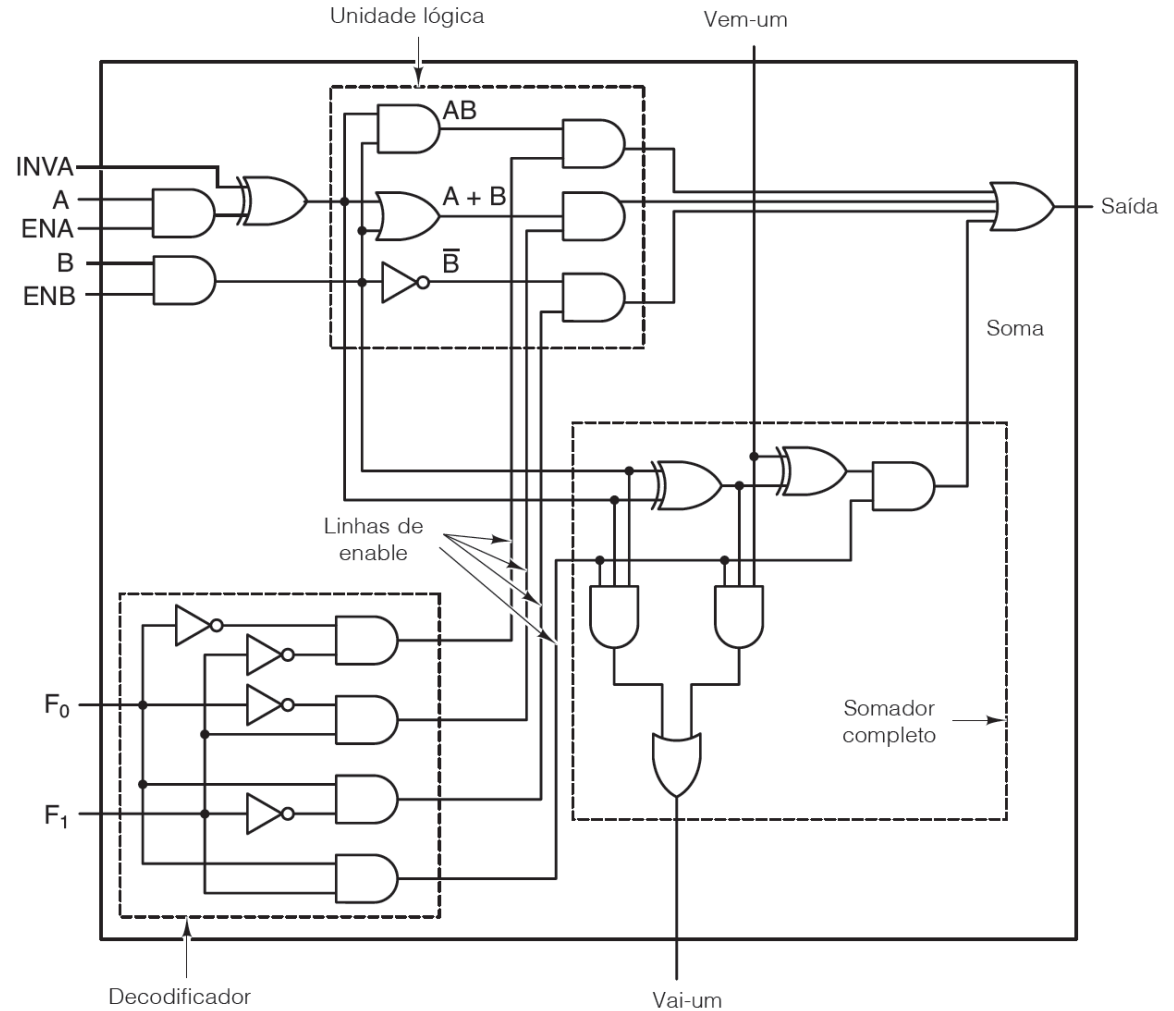 Unidade lógica
Vem-um
AB
INVA
A
A + B
Saída
ENA
B
B̅
ENB
Soma
Linhas de
enable
F₀
Somador
completo
F₁
Decodificador
Vai-um